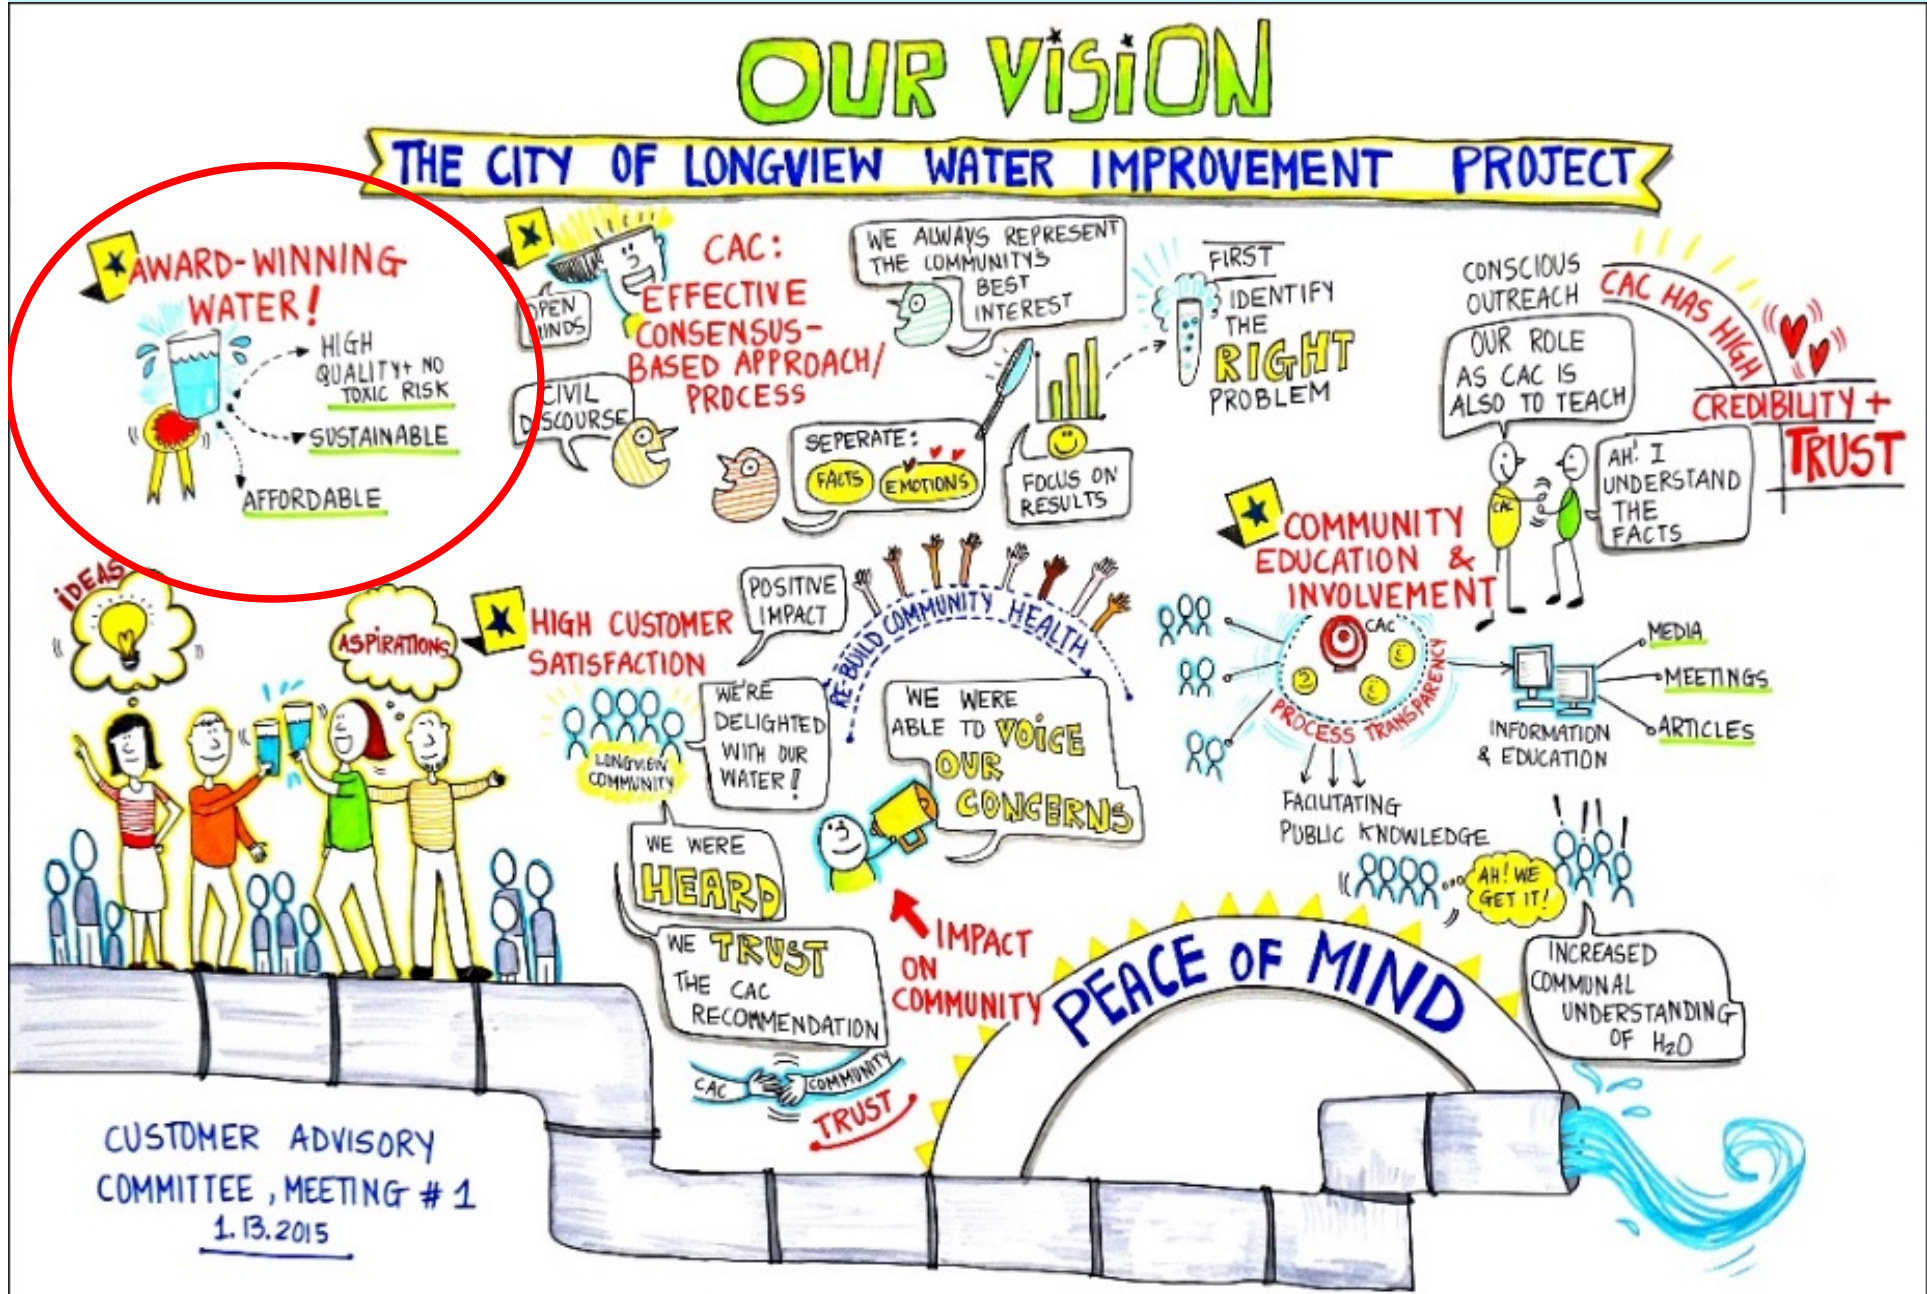 OUR VISION
THE CITY OF LONGVIEW WATER IMPROVEMENT PROJECT
AWARD-WINNING
WATER!
HIGH
QUALITY + NO
TOXIC RISK
SUSTAINABLE
AFFORDABLE
OPEN
MINDS
CAC:
EFFECTIVE
CONSENSUS-
BASED APPROACH/
PROCESS
CIVIL
DISCOURSE
WE ALWAYS REPRESENT
THE COMMUNITY'S
BEST
INTEREST
SEPERATE:
FACTS
EMOTIONS
FOCUS ON
RESULTS
FIRST
IDENTIFY
THE
RIGHT
PROBLEM
CONSCIOUS
OUTREACH
CAC HAS HIGH
CREDIBILITY +
TRUST
OUR ROLE
AS CAC IS
ALSO TO TEACH
CAC
AH! I
UNDERSTAND
THE
FACTS
IDEAS
ASPIRATIONS
HIGH CUSTOMER
SATISFACTION
POSITIVE
IMPACT
RE-BUILD COMMUNITY HEALTH
LONGVIEW
COMMUNITY
WE'RE
DELIGHTED
WITH OUR
WATER!
WE WERE
ABLE TO VOICE
OUR
CONCERNS
WE WERE
HEARD
WE TRUST
THE CAC
RECOMMENDATION
IMPACT
ON
COMMUNITY
CAC
COMMUNITY
TRUST
COMMUNITY
EDUCATION &
INVOLVEMENT
CAC
PROCESS TRANSPARENCY
INFORMATION
& EDUCATION
MEDIA
MEETINGS
ARTICLES
FACILITATING
PUBLIC KNOWLEDGE
AH! WE
GET IT!
! ! ! !
INCREASED
COMMUNAL
UNDERSTANDING
OF H2O
PEACE OF MIND
CUSTOMER ADVISORY
COMMITTEE, MEETING # 1
1.13.2015